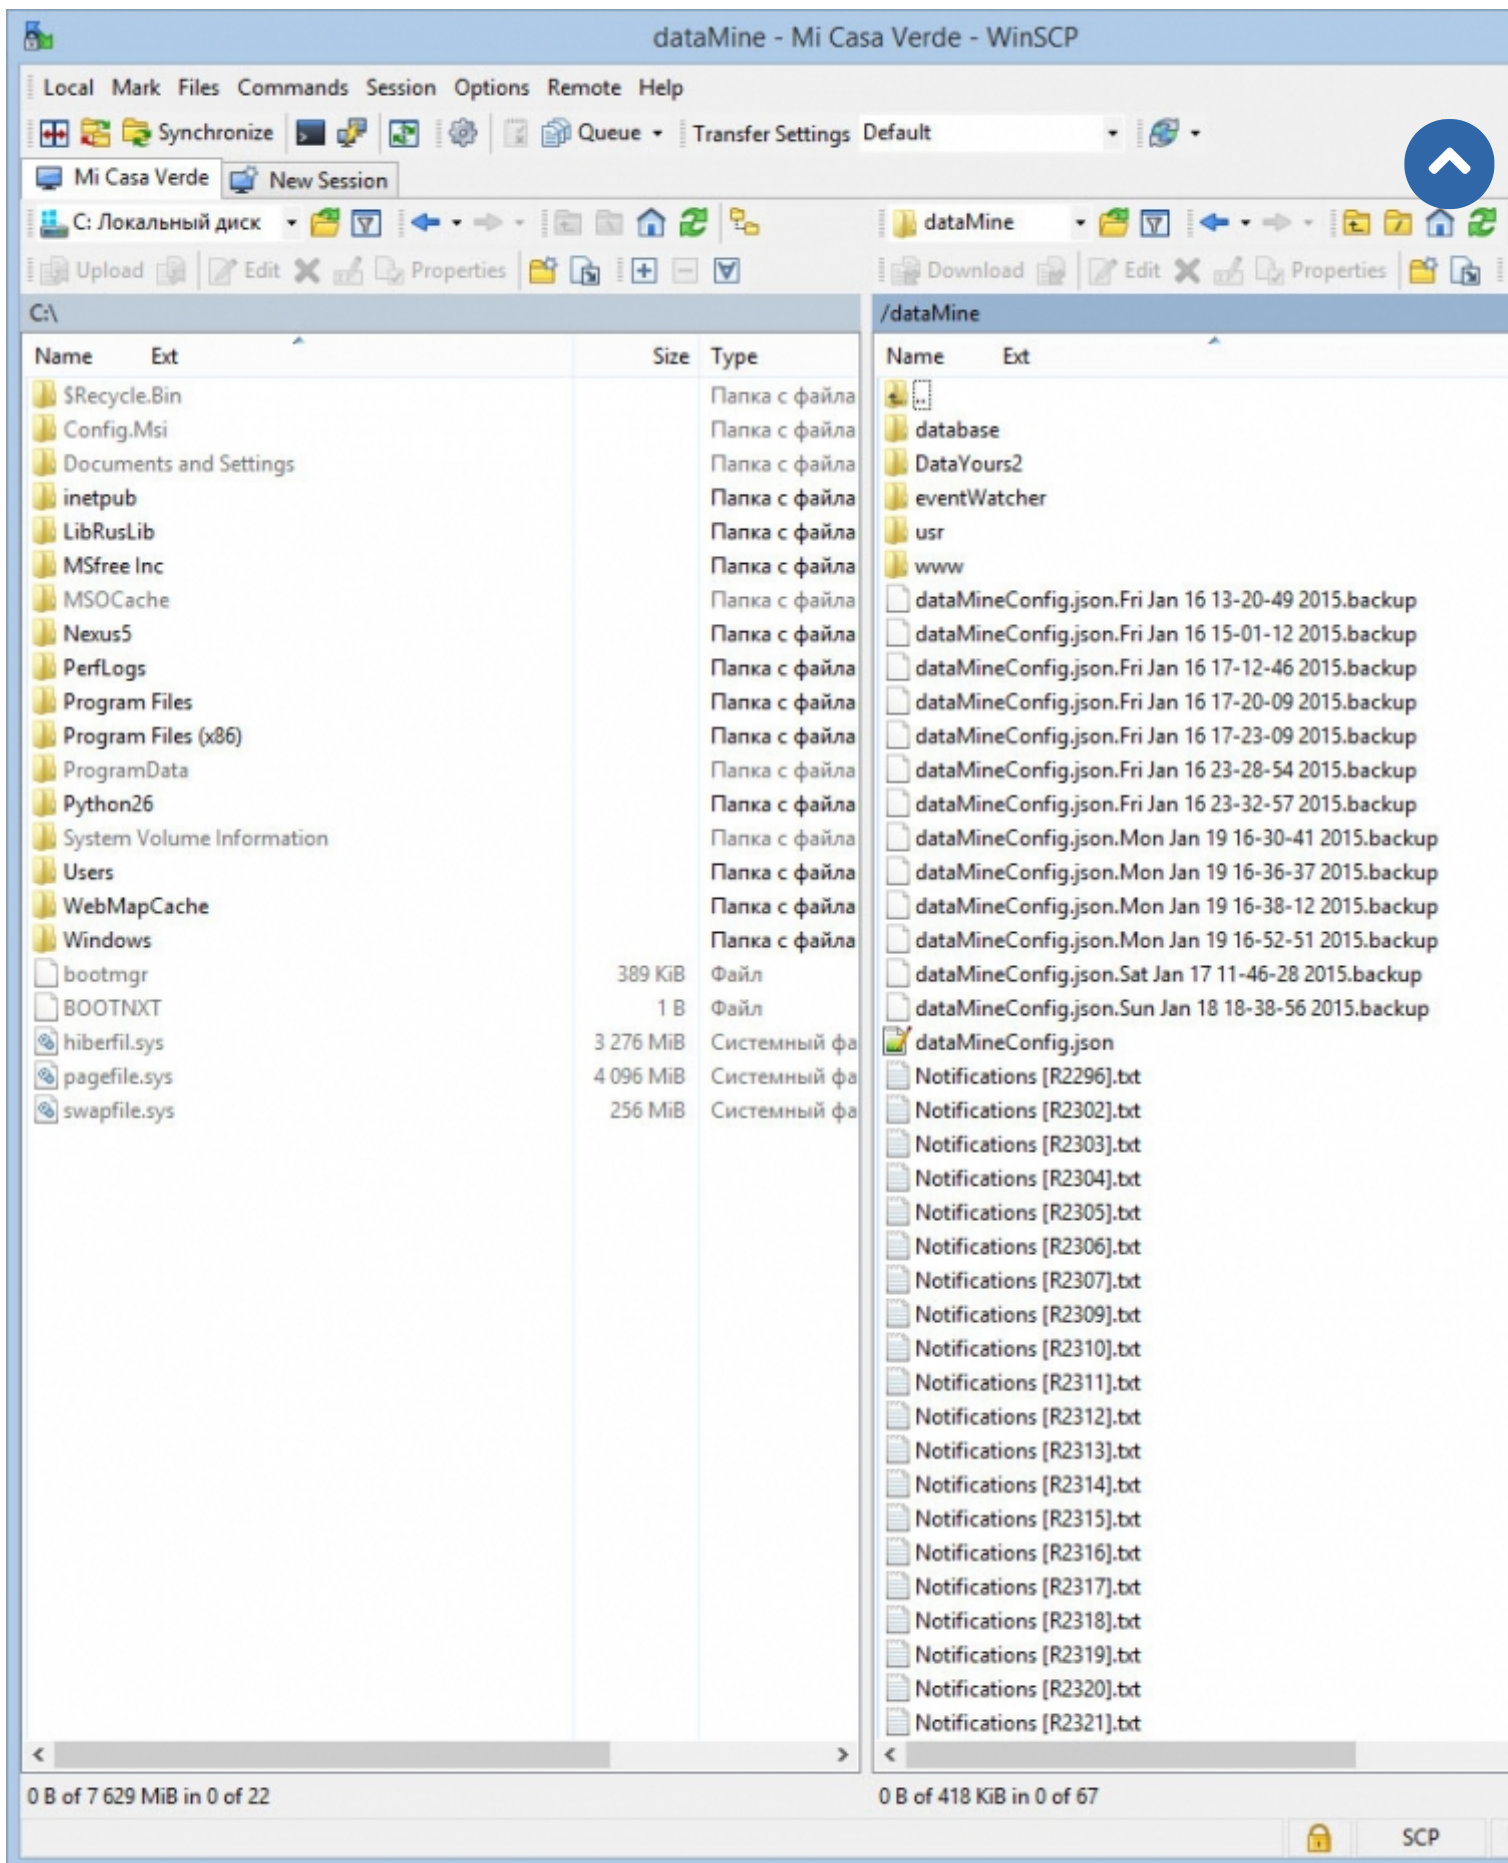 dataMine - Mi Casa Verde - WinSCP
Local Mark Files Commands Session Options Remote Help
Synchronize Queue Transfer Settings Default
Mi Casa Verde New Session
C: Локальный диск
Upload Edit Properties
C:\
Name Ext Size Type
$Recycle.Bin Папка с файла
Config.Msi Папка с файла
Documents and Settings Папка с файла
inetpub Папка с файла
LibRusLib Папка с файла
MSfree Inc Папка с файла
MSOCache Папка с файла
Nexus5 Папка с файла
PerfLogs Папка с файла
Program Files Папка с файла
Program Files (x86) Папка с файла
ProgramData Папка с файла
Python26 Папка с файла
System Volume Information Папка с файла
Users Папка с файла
WebMapCache Папка с файла
Windows Папка с файла
bootmgr 389 KiB Файл
BOOTNXT 1 B Файл
hiberfil.sys 3 276 MiB Системный фа
pagefile.sys 4 096 MiB Системный фа
swapfile.sys 256 MiB Системный фа
0 B of 7 629 MiB in 0 of 22
dataMine
Download Edit Properties
/dataMine
Name Ext
..
database
DataYours2
eventWatcher
usr
www
dataMineConfig.json.Fri Jan 16 13-20-49 2015.backup
dataMineConfig.json.Fri Jan 16 15-01-12 2015.backup
dataMineConfig.json.Fri Jan 16 17-12-46 2015.backup
dataMineConfig.json.Fri Jan 16 17-20-09 2015.backup
dataMineConfig.json.Fri Jan 16 17-23-09 2015.backup
dataMineConfig.json.Fri Jan 16 23-28-54 2015.backup
dataMineConfig.json.Fri Jan 16 23-32-57 2015.backup
dataMineConfig.json.Mon Jan 19 16-30-41 2015.backup
dataMineConfig.json.Mon Jan 19 16-36-37 2015.backup
dataMineConfig.json.Mon Jan 19 16-38-12 2015.backup
dataMineConfig.json.Mon Jan 19 16-52-51 2015.backup
dataMineConfig.json.Sat Jan 17 11-46-28 2015.backup
dataMineConfig.json.Sun Jan 18 18-38-56 2015.backup
dataMineConfig.json
Notifications [R2296].txt
Notifications [R2302].txt
Notifications [R2303].txt
Notifications [R2304].txt
Notifications [R2305].txt
Notifications [R2306].txt
Notifications [R2307].txt
Notifications [R2309].txt
Notifications [R2310].txt
Notifications [R2311].txt
Notifications [R2312].txt
Notifications [R2313].txt
Notifications [R2314].txt
Notifications [R2315].txt
Notifications [R2316].txt
Notifications [R2317].txt
Notifications [R2318].txt
Notifications [R2319].txt
Notifications [R2320].txt
Notifications [R2321].txt
0 B of 418 KiB in 0 of 67
SCP